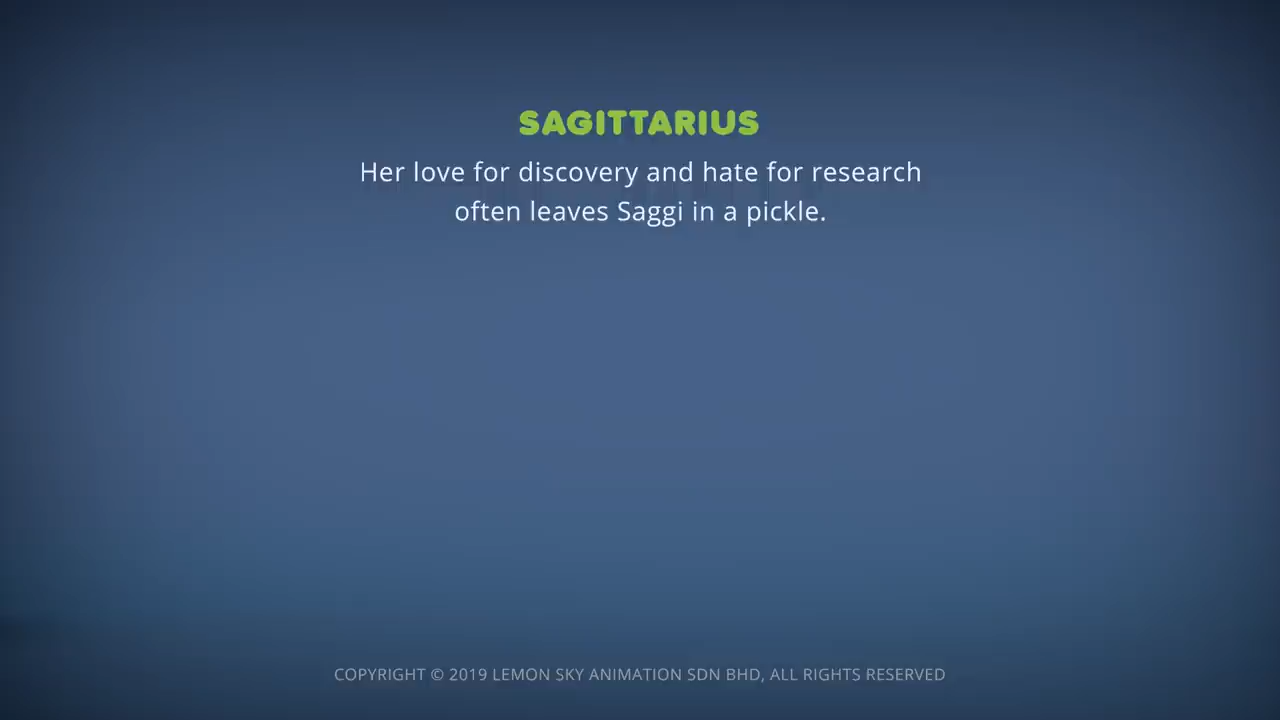 SAGITTARIUS
Her love for discovery and hate for research
often leaves Saggi in a pickle.
COPYRIGHT © 2019 LEMON SKY ANIMATION SDN BHD, ALL RIGHTS RESERVED